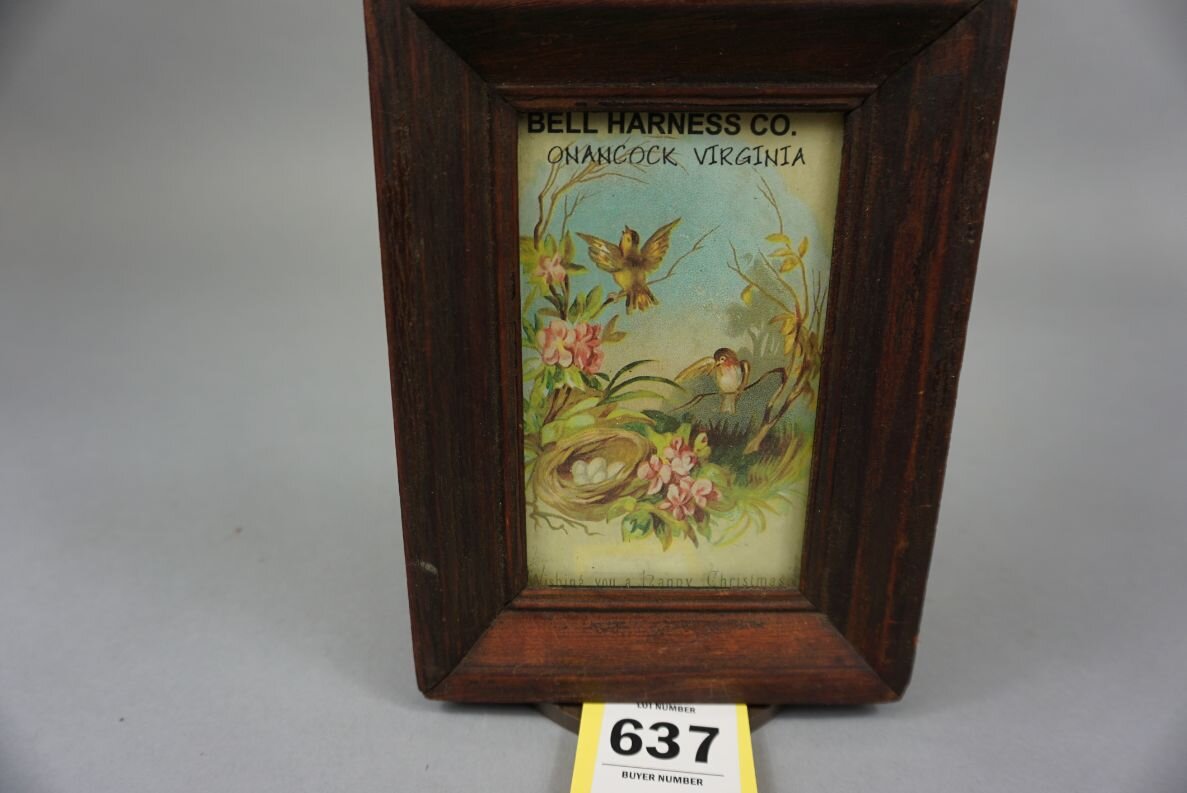 BELL HARNESS CO.
ONANCOCK VIRGINIA
Wishing you a Happy Christmas
LOT NUMBER
637
BUYER NUMBER